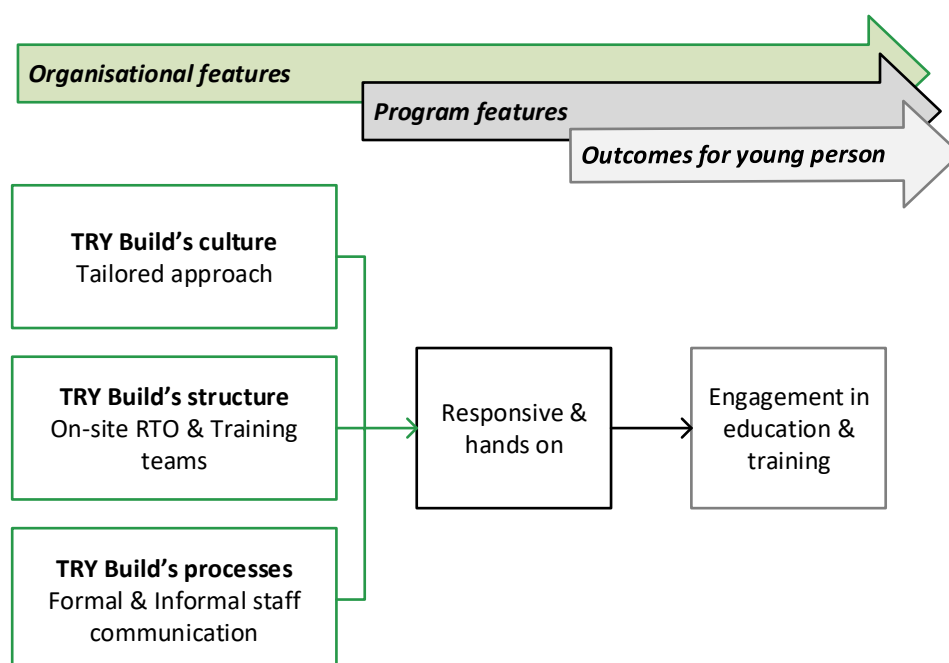 Organisational features
Program features
Outcomes for young person
TRY Build's culture
Tailored approach
TRY Build's structure
On-site RTO & Training
teams
TRY Build's processes
Formal & Informal staff
communication
Responsive &
hands on
Engagement in
education &
training